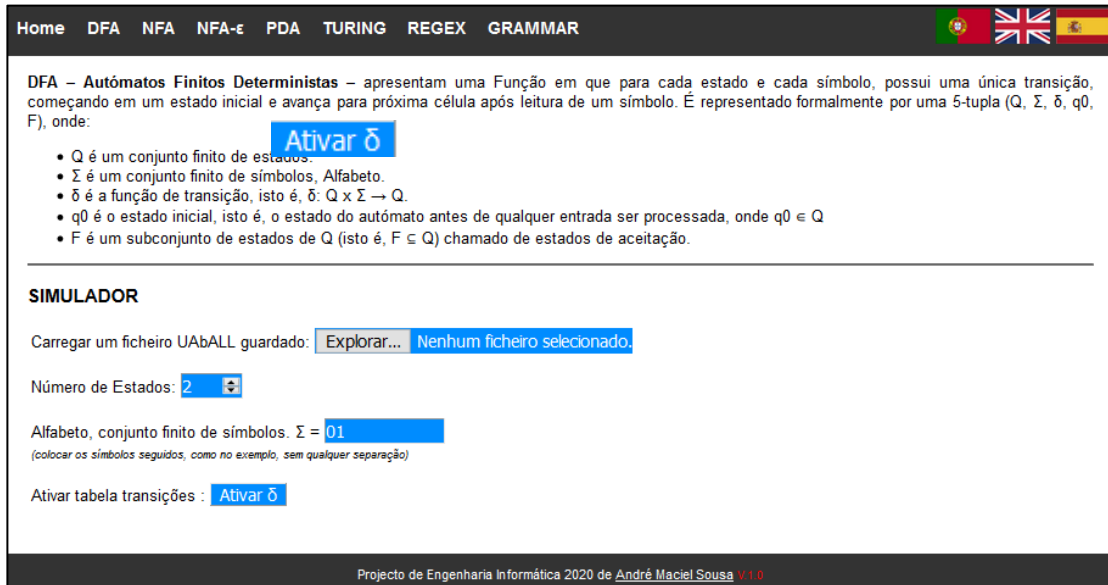 Home DFA NFA NFA-ε PDA TURING REGEX GRAMMAR
DFA – Autómatos Finitos Deterministas – apresentam uma Função em que para cada estado e cada símbolo, possui uma única transição,
começando em um estado inicial e avança para próxima célula após leitura de um símbolo. É representado formalmente por uma 5-tupla (Q, Σ, δ, q0,
F), onde:
Ativar δ
• Q é um conjunto finito de estados.
• Σ é um conjunto finito de símbolos, Alfabeto.
• δ é a função de transição, isto é, δ: Q x Σ → Q.
• q0 é o estado inicial, isto é, o estado do autómato antes de qualquer entrada ser processada, onde q0 ∈ Q
• F é um subconjunto de estados de Q (isto é, F ⊆ Q) chamado de estados de aceitação.
SIMULADOR
Carregar um ficheiro UAbALL guardado: Explorar... Nenhum ficheiro selecionado.
Número de Estados: 2
Alfabeto, conjunto finito de símbolos. Σ = 01
(colocar os símbolos seguidos, como no exemplo, sem qualquer separação)
Ativar tabela transições : Ativar δ
Projecto de Engenharia Informática 2020 de André Maciel Sousa V.1.0